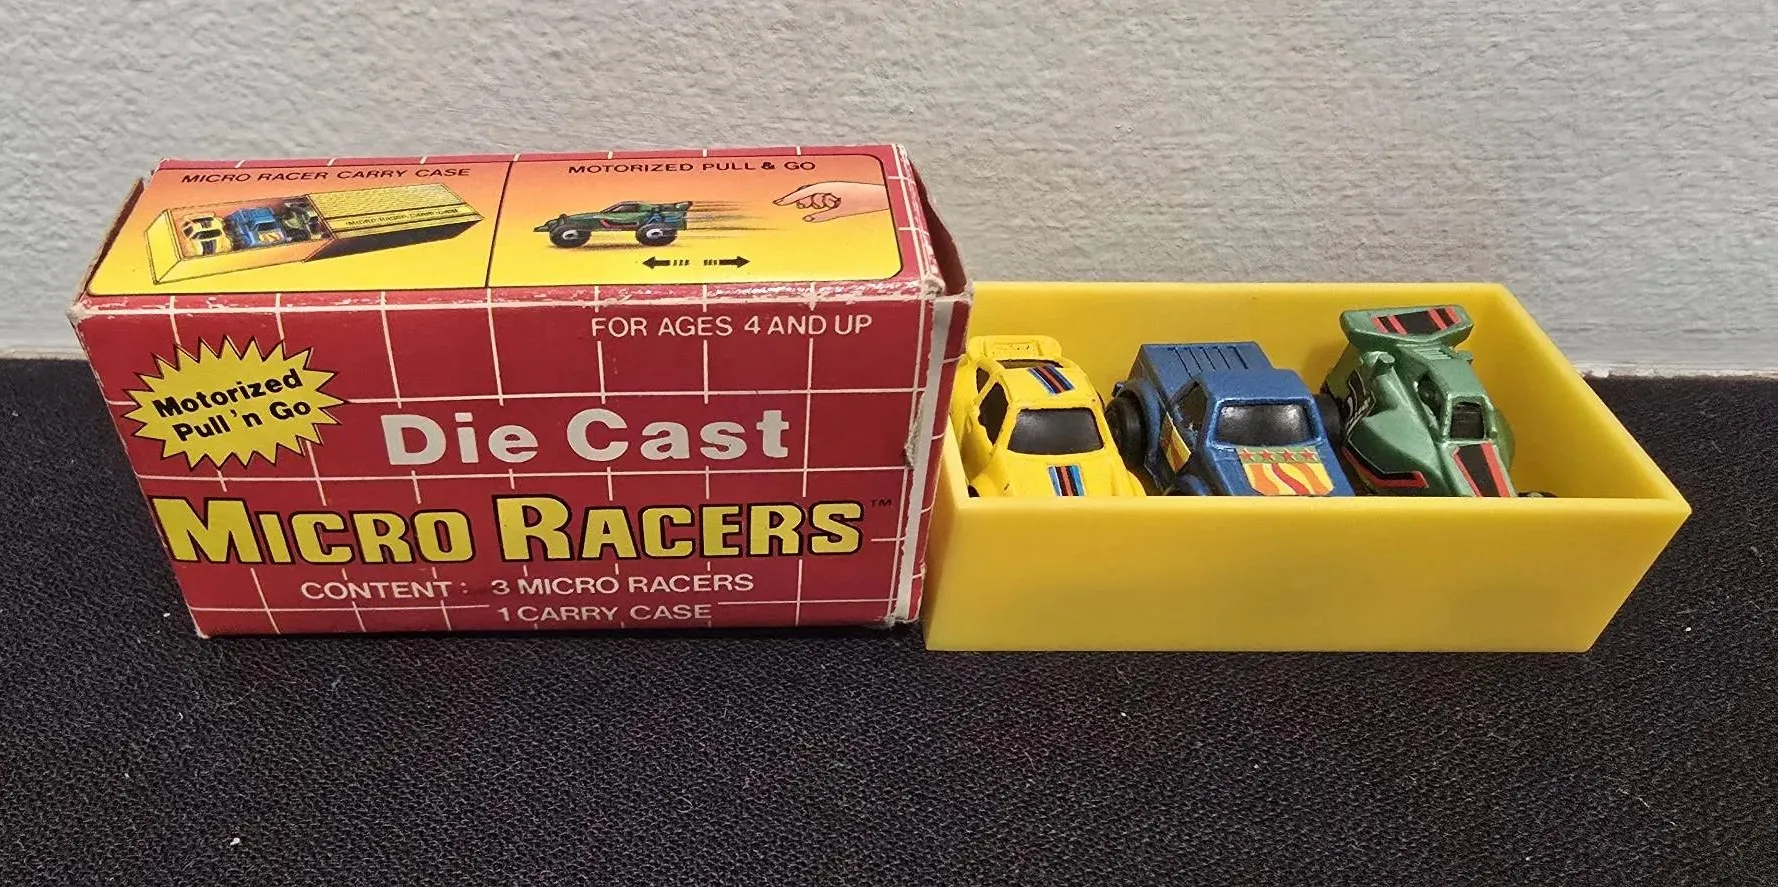 MICRO RACER CARRY CASE
MOTORIZED PULL & GO
FOR AGES 4 AND UP
Motorized
Pull 'n Go
Die Cast
MICRO RACERS™
CONTENT: 3 MICRO RACERS
1 CARRY CASE